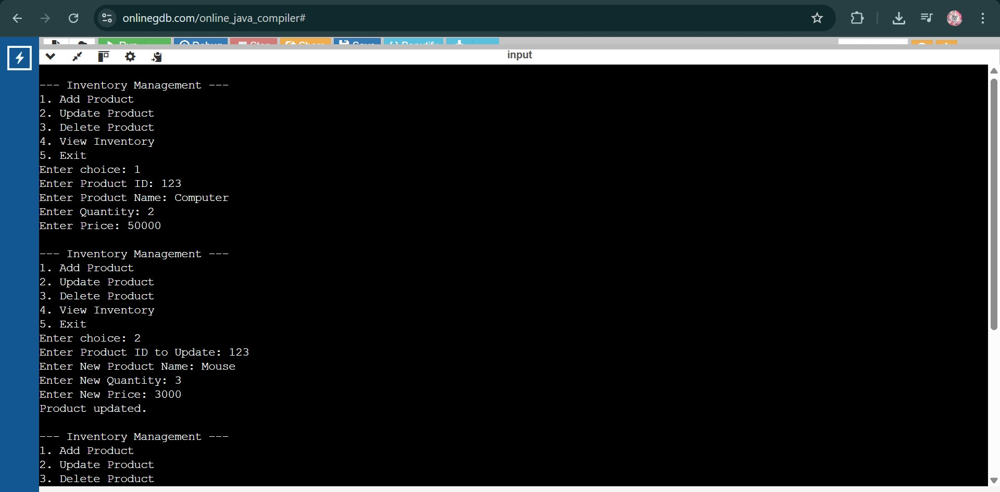 onlinegdb.com/online_java_compiler#
input
--- Inventory Management ---
1. Add Product
2. Update Product
3. Delete Product
4. View Inventory
5. Exit
Enter choice: 1
Enter Product ID: 123
Enter Product Name: Computer
Enter Quantity: 2
Enter Price: 50000
--- Inventory Management ---
1. Add Product
2. Update Product
3. Delete Product
4. View Inventory
5. Exit
Enter choice: 2
Enter Product ID to Update: 123
Enter New Product Name: Mouse
Enter New Quantity: 3
Enter New Price: 3000
Product updated.
--- Inventory Management ---
1. Add Product
2. Update Product
3. Delete Product